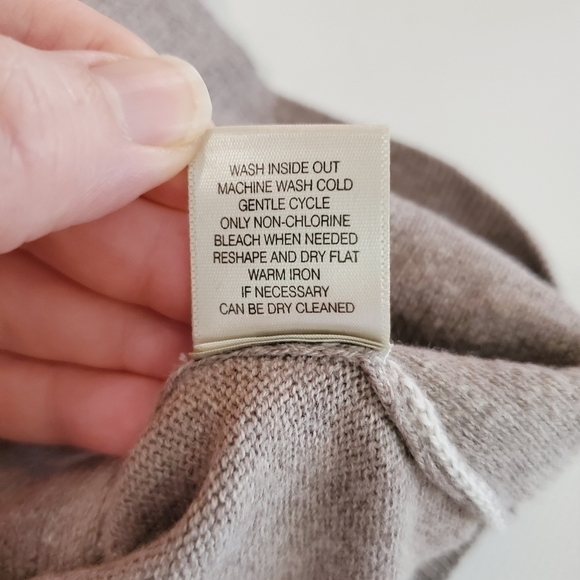 WASH INSIDE OUT
MACHINE WASH COLD
GENTLE CYCLE
ONLY NON-CHLORINE
BLEACH WHEN NEEDED
RESHAPE AND DRY FLAT
WARM IRON
IF NECESSARY
CAN BE DRY CLEANED